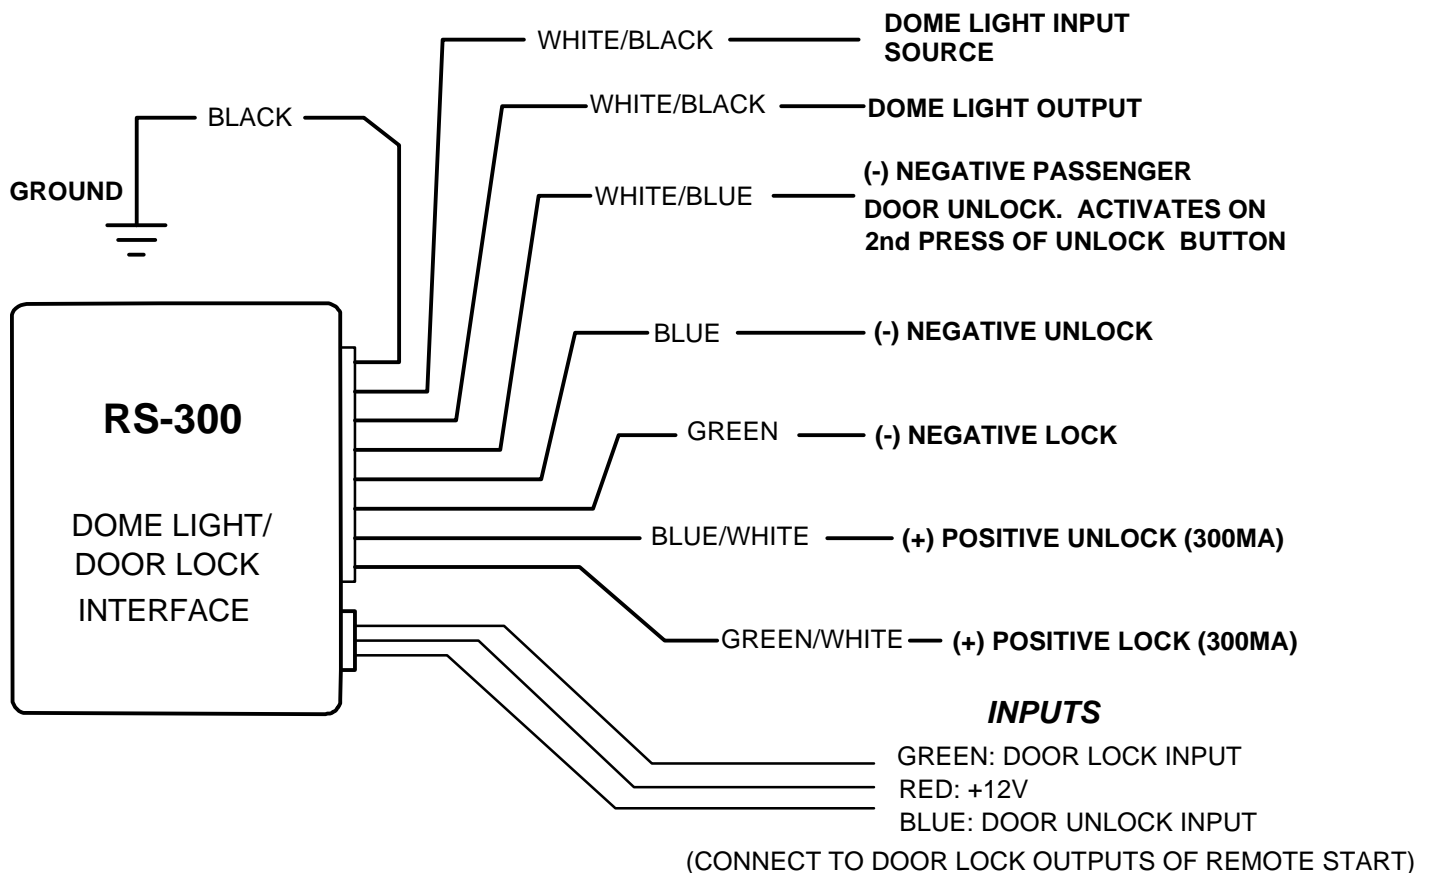 WHITE/BLACK
DOME LIGHT INPUT
SOURCE
BLACK
WHITE/BLACK
DOME LIGHT OUTPUT
GROUND
WHITE/BLUE
(-) NEGATIVE PASSENGER
DOOR UNLOCK. ACTIVATES ON
2nd PRESS OF UNLOCK BUTTON
BLUE
(-) NEGATIVE UNLOCK
RS-300
GREEN
(-) NEGATIVE LOCK
DOME LIGHT/
DOOR LOCK
INTERFACE
BLUE/WHITE
(+) POSITIVE UNLOCK (300MA)
GREEN/WHITE
(+) POSITIVE LOCK (300MA)
INPUTS
GREEN: DOOR LOCK INPUT
RED: +12V
BLUE: DOOR UNLOCK INPUT
(CONNECT TO DOOR LOCK OUTPUTS OF REMOTE START)